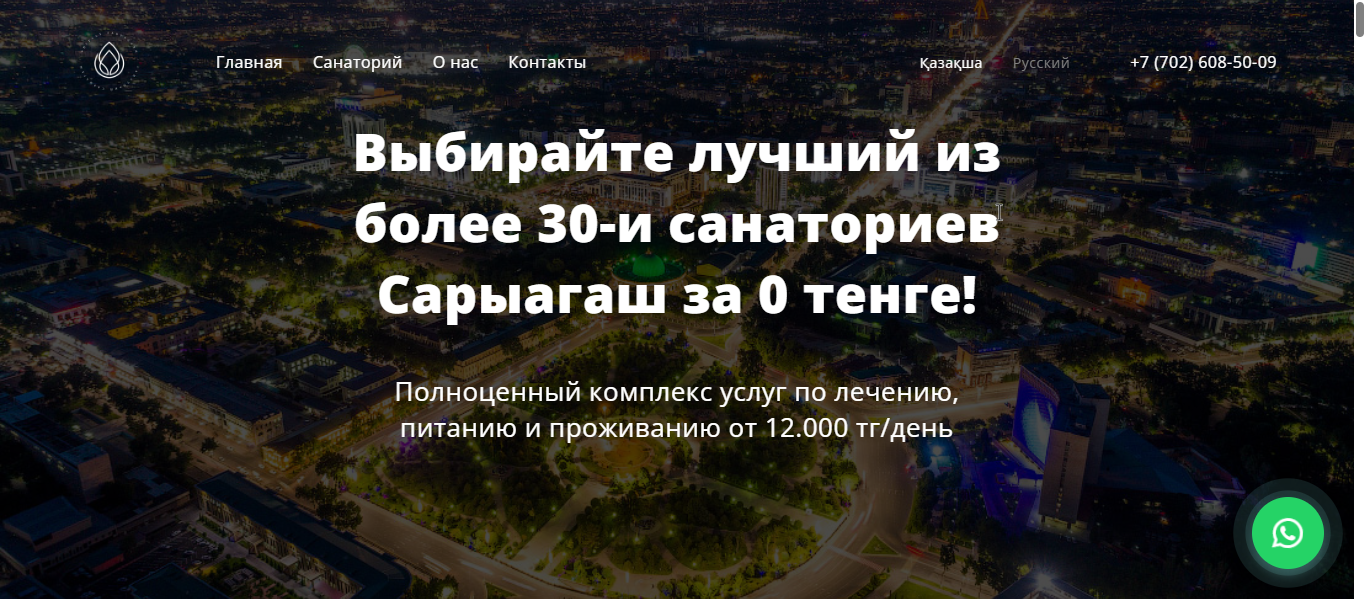 Главная Санаторий О нас Контакты Қазақша Русский +7 (702) 608-50-09
Выбирайте лучший из
более 30-и санаториев
Сарыагаш за 0 тенге!
Полноценный комплекс услуг по лечению,
питанию и проживанию от 12.000 тг/день